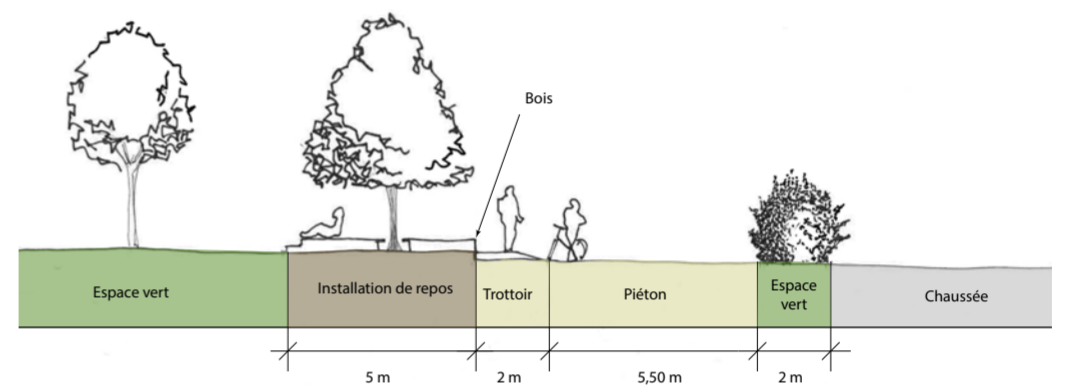 Bois
Espace vert
Installation de repos
Trottoir
Piéton
Espace
vert
Chaussée
5 m
2 m
5,50 m
2 m